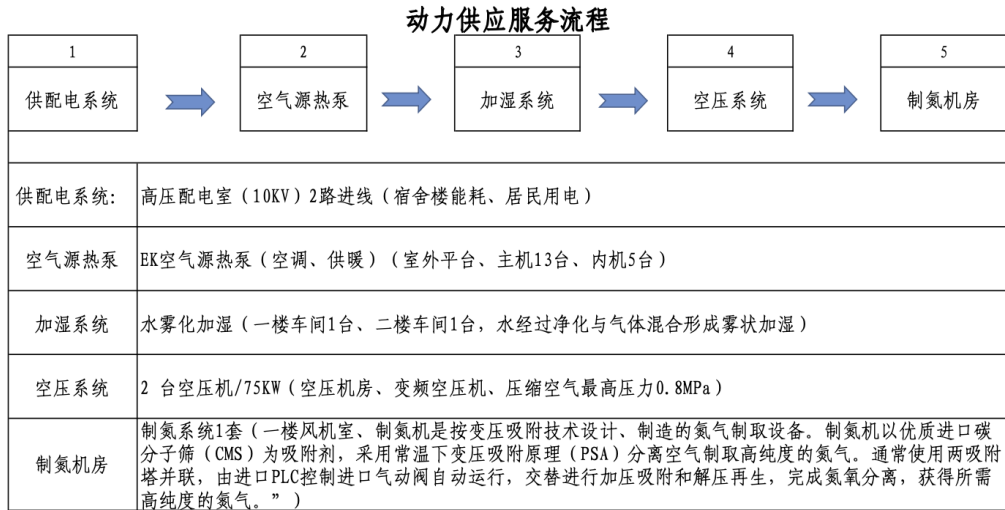 动力供应服务流程
1
2
3
4
5
供配电系统
空气源热泵
加湿系统
空压系统
制氮机房
供配电系统:
高压配电室（10KV）2路进线（宿舍楼能耗、居民用电）
空气源热泵
EK空气源热泵（空调、供暖）（室外平台、主机13台、内机5台）
加湿系统
水雾化加湿（一楼车间1台、二楼车间1台，水经过净化与气体混合形成雾状加湿）
空压系统
2 台空压机/75KW（空压机房、变频空压机、压缩空气最高压力0.8MPa）
制氮机房
制氮系统1套（一楼风机室、制氮机是按变压吸附技术设计、制造的氮气制取设备。制氮机以优质进口碳
分子筛（CMS）为吸附剂，采用常温下变压吸附原理（PSA）分离空气制取高纯度的氮气。通常使用两吸附
塔并联，由进口PLC控制进口气动阀自动运行，交替进行加压吸附和解压再生，完成氮氧分离，获得所需
高纯度的氮气。”）